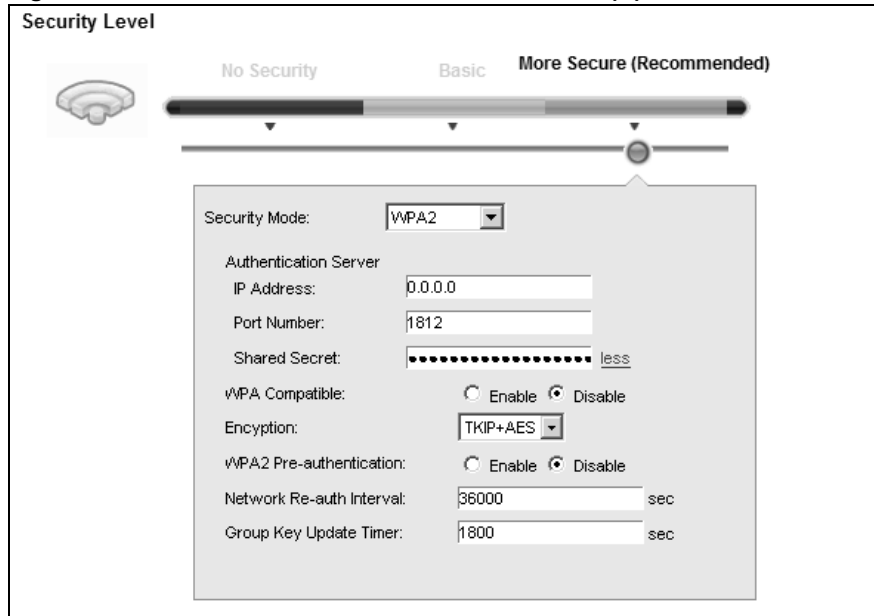 Security Level
No Security Basic More Secure (Recommended)
Security Mode: WPA2
Authentication Server
IP Address: 0.0.0.0
Port Number: 1812
Shared Secret: ●●●●●●●●●●●●●●●●●● less
WPA Compatible: Enable Disable
Encyption: TKIP+AES
WPA2 Pre-authentication: Enable Disable
Network Re-auth Interval: 36000 sec
Group Key Update Timer: 1800 sec